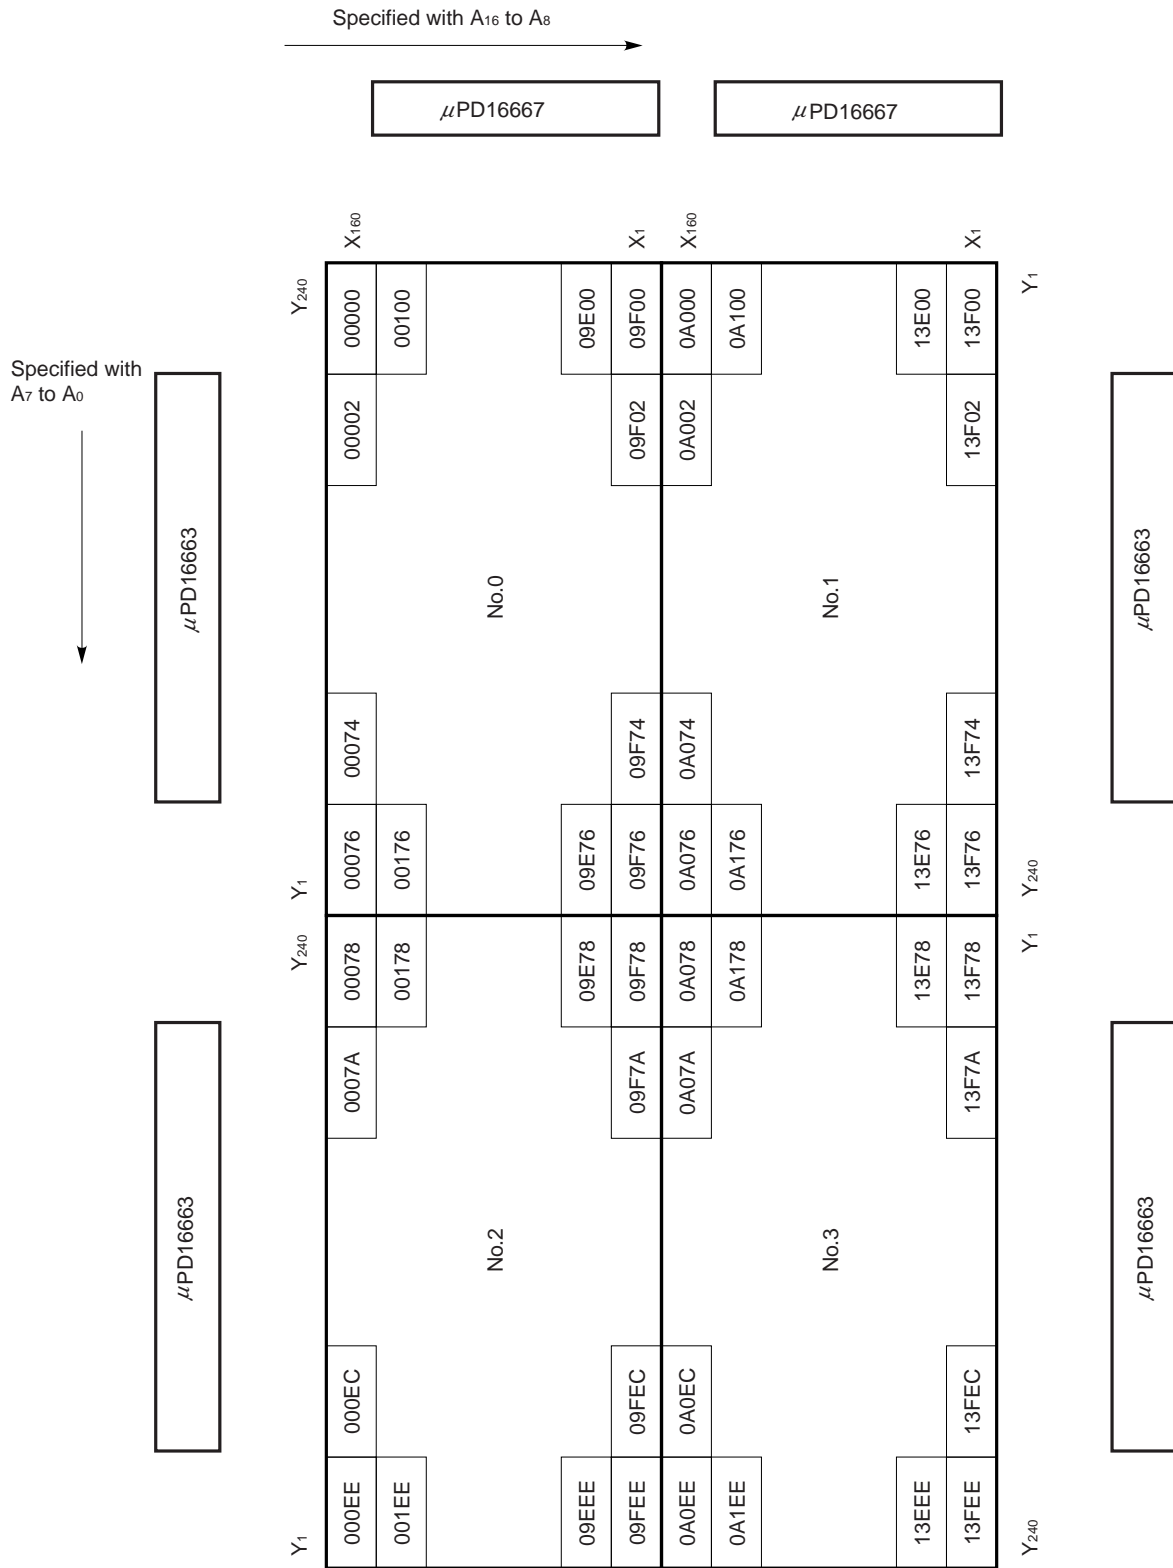 Specified with A16 to A8
μPD16667 μPD16667
X160 X1 X160 X1
Y240 00000 00100 09E00 09F00 0A000 0A100 13E00 13F00 Y1
Specified with
A7 to A0
00002 09F02 0A002 13F02
μPD16663 No.0 No.1 μPD16663
00074 09F74 0A074 13F74
Y1 00076 00176 09E76 09F76 0A076 0A176 13E76 13F76 Y240
Y240 00078 00178 09E78 09F78 0A078 0A178 13E78 13F78 Y1
0007A 09F7A 0A07A 13F7A
μPD16663 No.2 No.3 μPD16663
000EC 09FEC 0A0EC 13FEC
Y1 000EE 001EE 09EEE 09FEE 0A0EE 0A1EE 13EEE 13FEE Y240